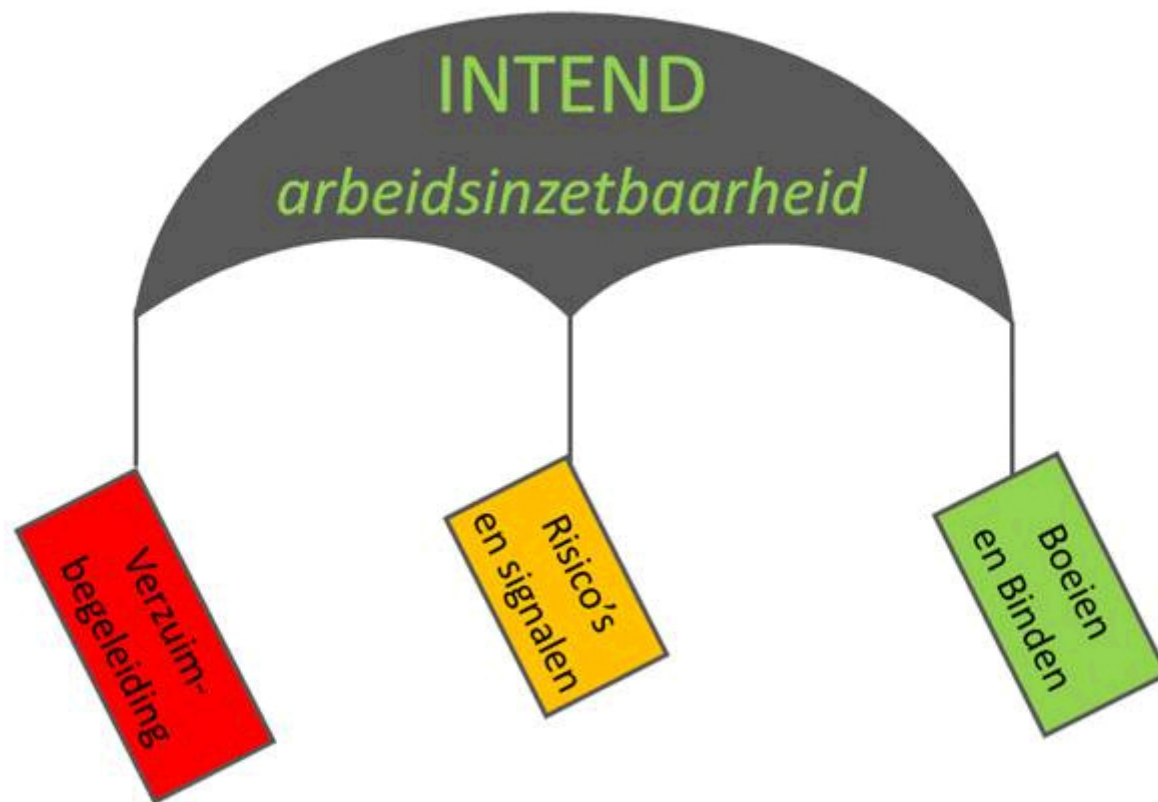 INTEND
arbeidsinzetbaarheid
Verzuim-
begeleiding
Risico's
en signalen
Boeien
en Binden